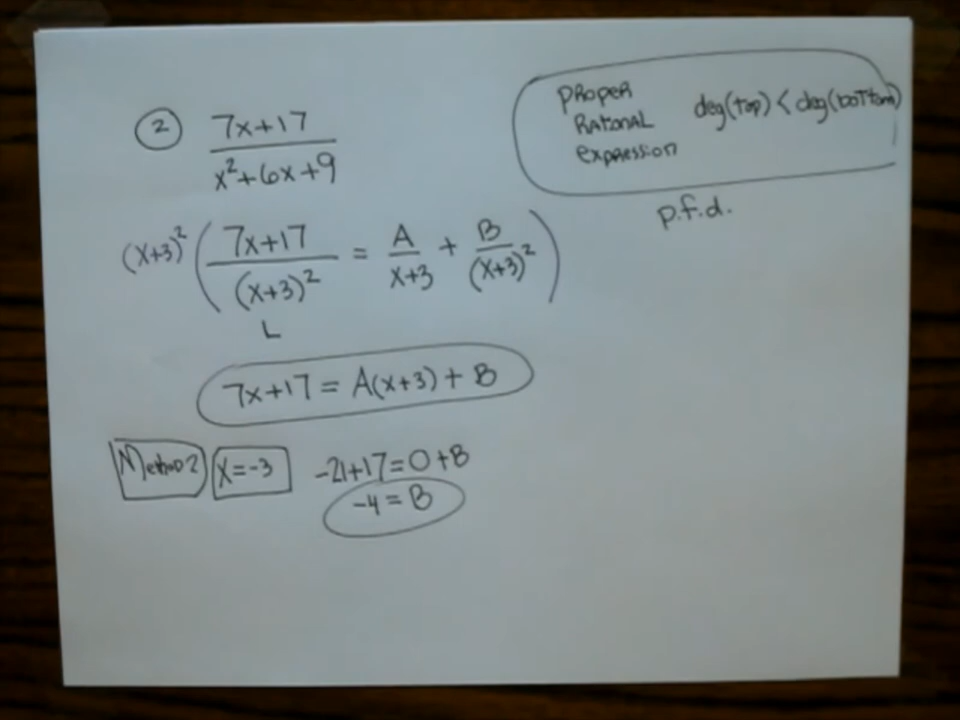 ② 7x+17 / x²+6x+9
PROPER
RATIONAL deg(top) < deg(bottom)
expression
p.f.d.
(x+3)² ( 7x+17 / (x+3)² = A / x+3 + B / (x+3)² )
L
7x+17 = A(x+3) + B
Method 2 x=-3 -21+17=0+B
-4 = B